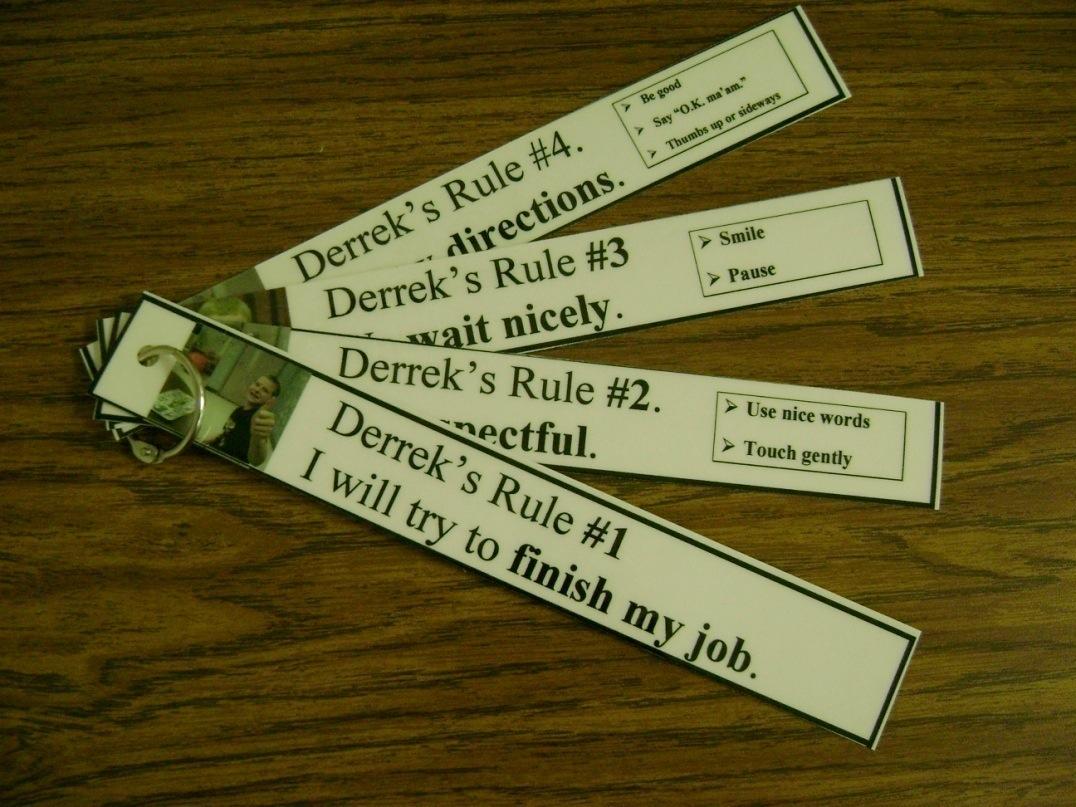 Derrek's Rule #4.
directions.
➢ Be good
➢ Say "O.K. ma'am."
➢ Thumbs up or sideways
Derrek's Rule #3
wait nicely.
➢ Smile
➢ Pause
Derrek's Rule #2.
pectful.
➢ Use nice words
➢ Touch gently
Derrek's Rule #1
I will try to finish my job.